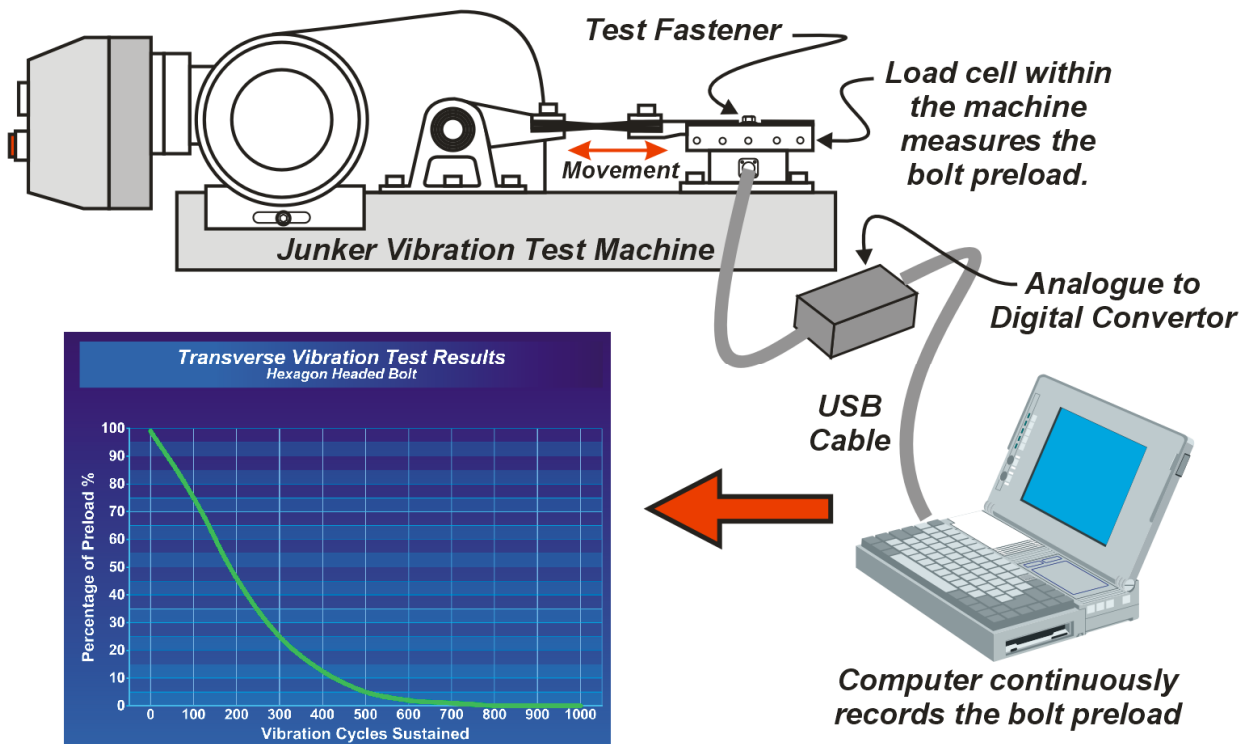 Test Fastener
Load cell within
the machine
measures the
bolt preload.
Movement
Junker Vibration Test Machine
Analogue to
Digital Convertor
USB
Cable
Transverse Vibration Test Results
Hexagon Headed Bolt
Percentage of Preload %
100
90
80
70
60
50
40
30
20
10
0
0 100 200 300 400 500 600 700 800 900 1000
Vibration Cycles Sustained
Computer continuously
records the bolt preload